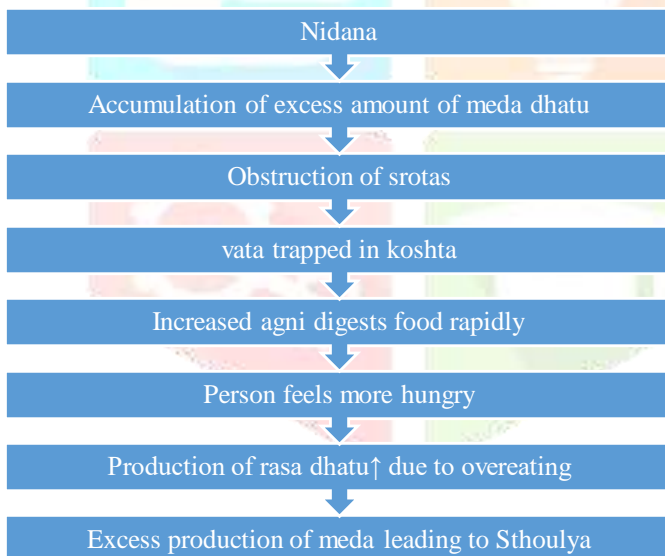 Nidana
Accumulation of excess amount of meda dhatu
Obstruction of srotas
vata trapped in koshta
Increased agni digests food rapidly
Person feels more hungry
Production of rasa dhatu↑ due to overeating
Excess production of meda leading to Sthoulya